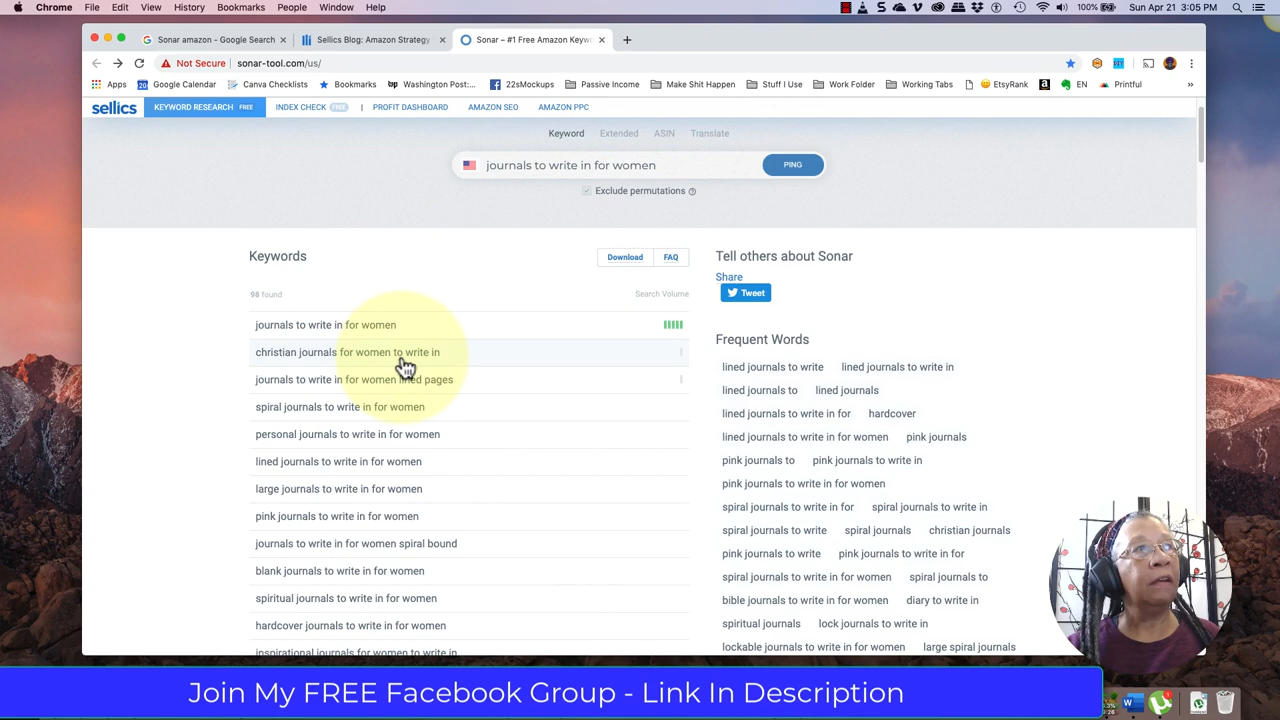 Chrome File Edit View History Bookmarks People Window Help 100% Sun Apr 21 3:05 PM
Sonar amazon - Google Search Sellics Blog: Amazon Strategy Sonar – #1 Free Amazon Keyw
Not Secure sonar-tool.com/us/
Apps Google Calendar Canva Checklists Bookmarks Washington Post:... 22sMockups Passive Income Make Shit Happen Stuff I Use Work Folder Working Tabs EtsyRank EN Printful
sellics KEYWORD RESEARCH FREE INDEX CHECK FREE PROFIT DASHBOARD AMAZON SEO AMAZON PPC
Keyword Extended ASIN Translate
journals to write in for women PING
Exclude permutations
Keywords Download FAQ
98 found Search Volume
journals to write in for women
christian journals for women to write in
journals to write in for women lined pages
spiral journals to write in for women
personal journals to write in for women
lined journals to write in for women
large journals to write in for women
pink journals to write in for women
journals to write in for women spiral bound
blank journals to write in for women
spiritual journals to write in for women
hardcover journals to write in for women
inspirational journals for women to write in
Tell others about Sonar
Share
Tweet
Frequent Words
lined journals to write lined journals to write in
lined journals to lined journals
lined journals to write in for hardcover
lined journals to write in for women pink journals
pink journals to pink journals to write in
pink journals to write in for women
spiral journals to write in for spiral journals to write in
spiral journals to write spiral journals christian journals
pink journals to write pink journals to write in for
spiral journals to write in for women spiral journals to
bible journals to write in for women diary to write in
spiritual journals lock journals to write in
lockable journals to write in for women large spiral journals
Join My FREE Facebook Group - Link In Description